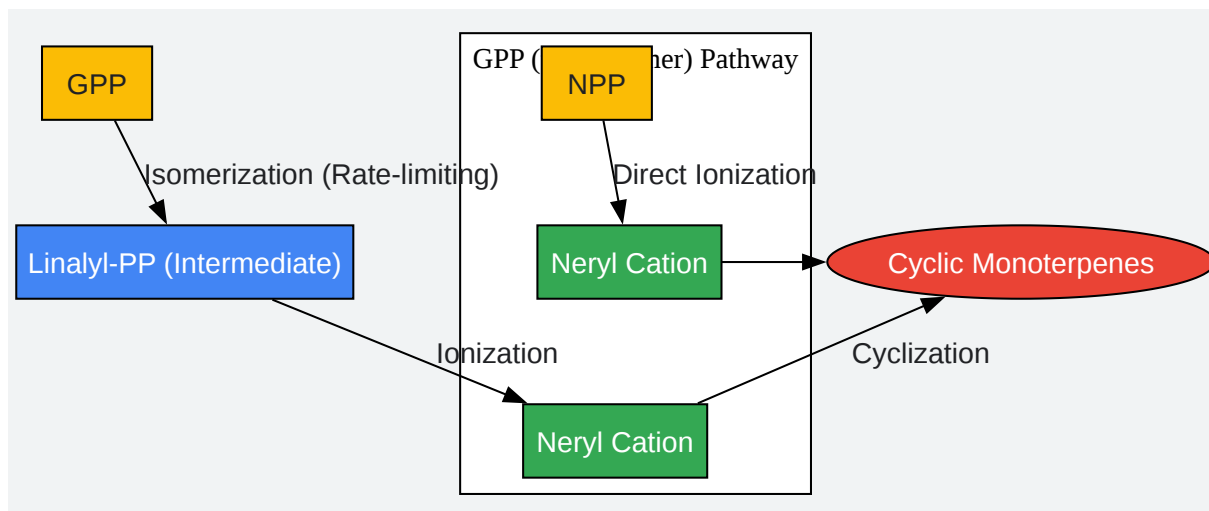 GPP
GPP (
ner) Pathway
NPP
Isomerization (Rate-limiting)
Direct Ionization
Linalyl-PP (Intermediate)
Neryl Cation
Cyclic Monoterpenes
Ionization
Cyclization
Neryl Cation